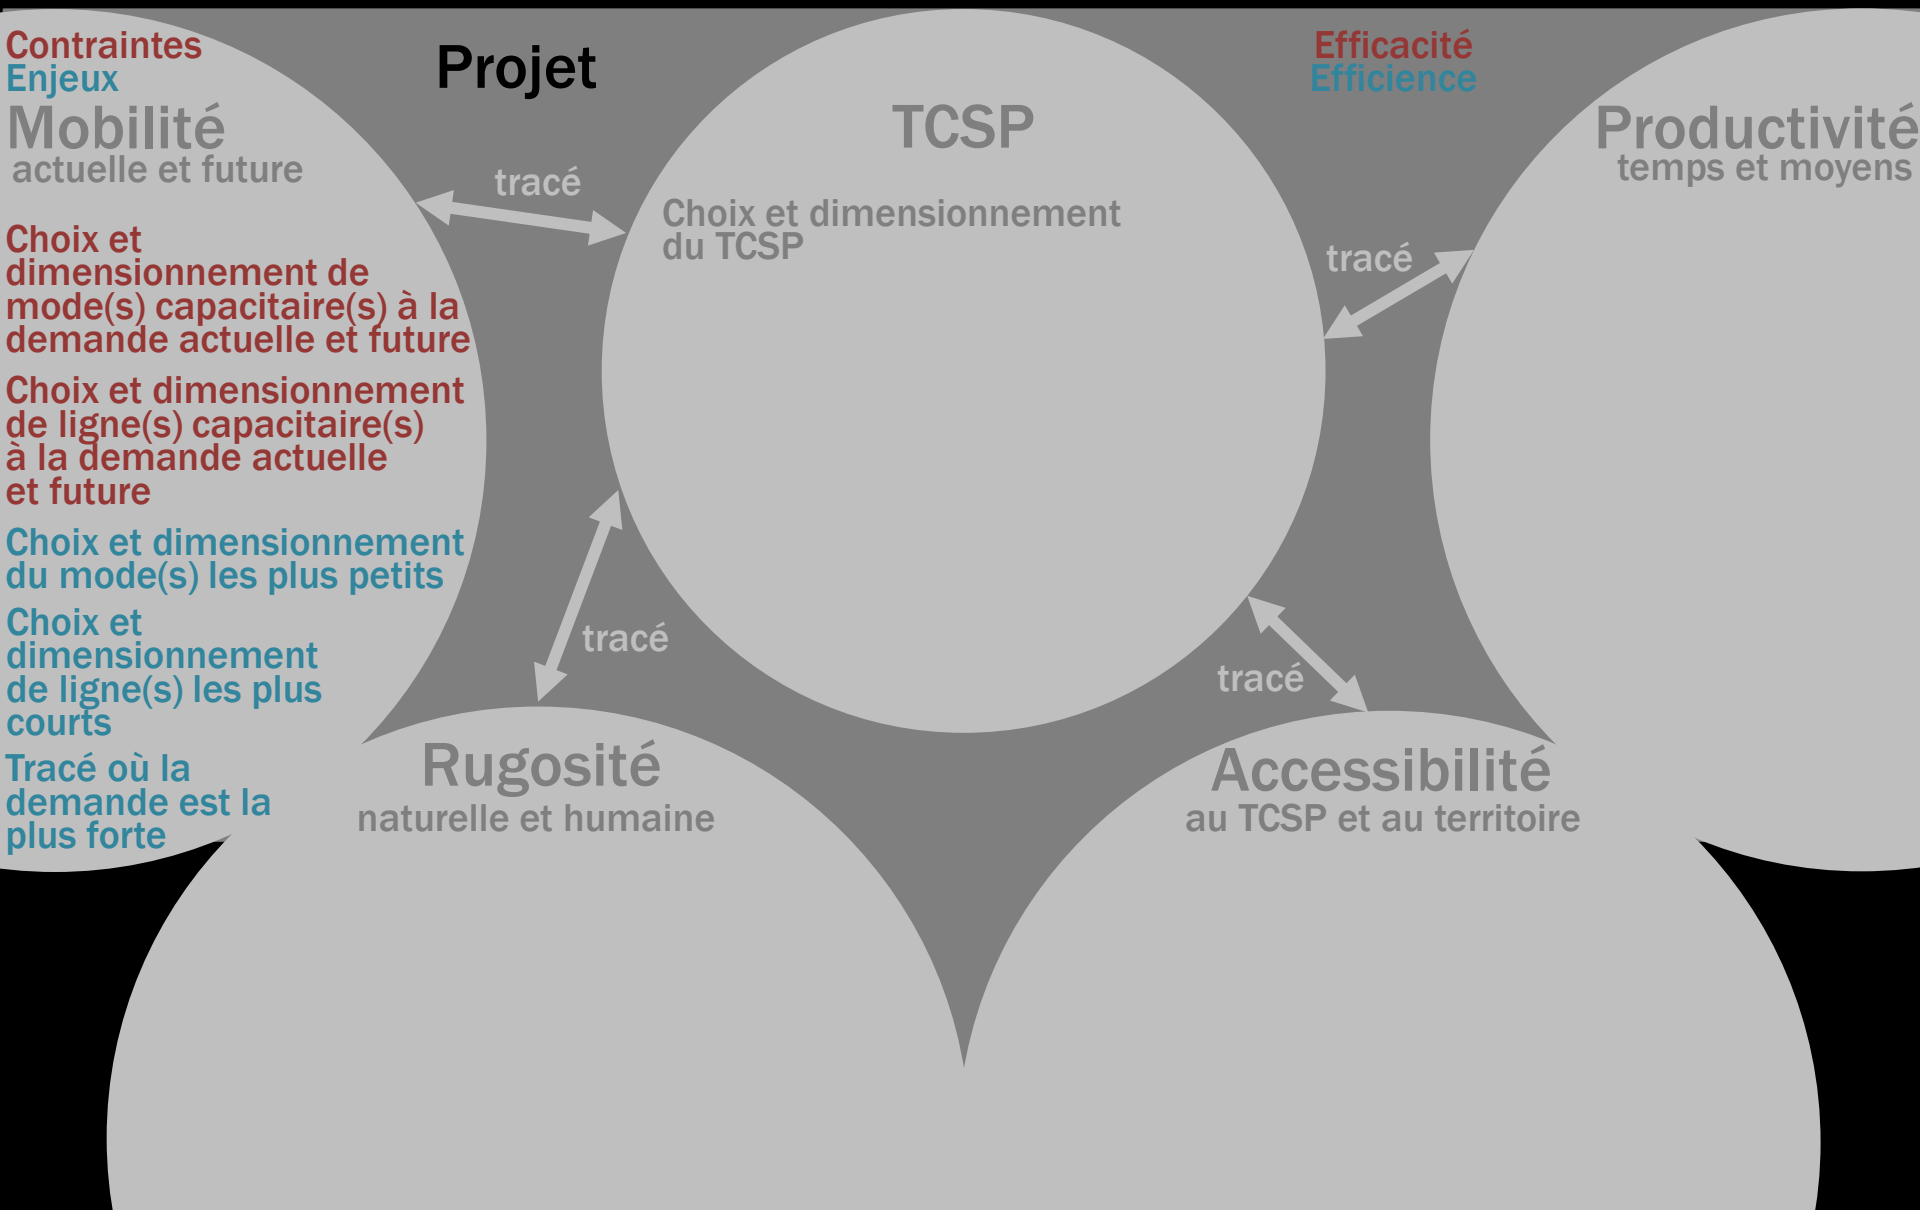 Contraintes
Enjeux
Mobilité
actuelle et future
Choix et
dimensionnement de
mode(s) capacitaire(s) à la
demande actuelle et future
Choix et dimensionnement
de ligne(s) capacitaire(s)
à la demande actuelle
et future
Choix et dimensionnement
du mode(s) les plus petits
Choix et
dimensionnement
de ligne(s) les plus
courts
Tracé où la
demande est la
plus forte
Projet
tracé
TCSP
Choix et dimensionnement
du TCSP
Efficacité
Efficience
tracé
Productivité
temps et moyens
tracé
Rugosité
naturelle et humaine
tracé
Accessibilité
au TCSP et au territoire